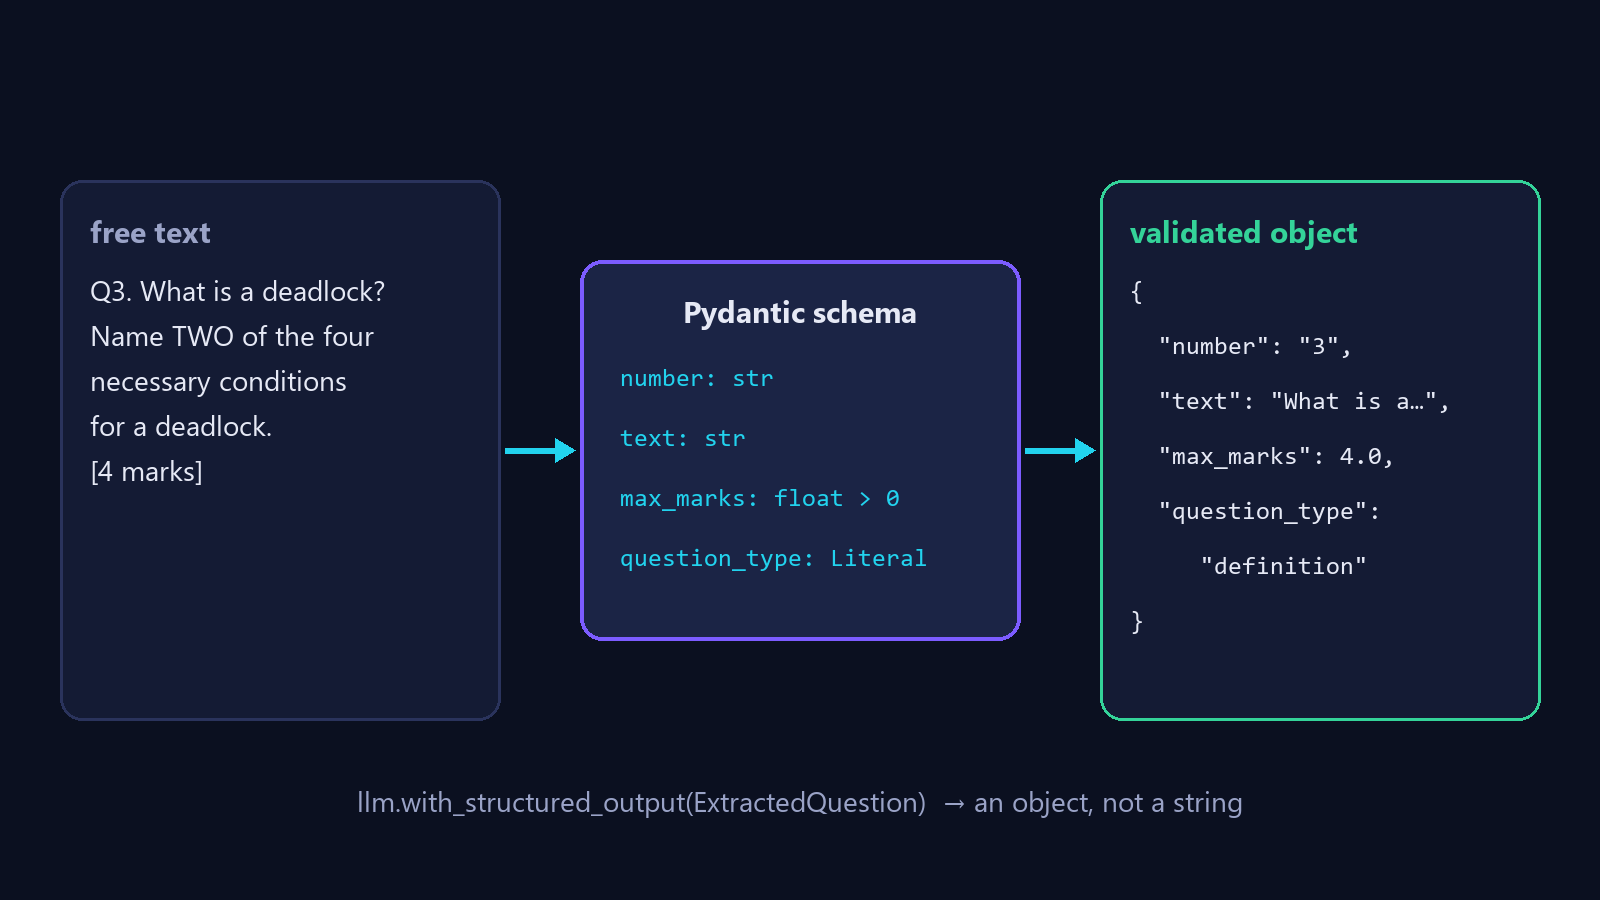 free text
Q3. What is a deadlock?
Name TWO of the four
necessary conditions
for a deadlock.
[4 marks]
Pydantic schema
number: str
text: str
max_marks: float > 0
question_type: Literal
validated object
{
"number": "3",
"text": "What is a…",
"max_marks": 4.0,
"question_type":
"definition"
}
llm.with_structured_output(ExtractedQuestion) → an object, not a string